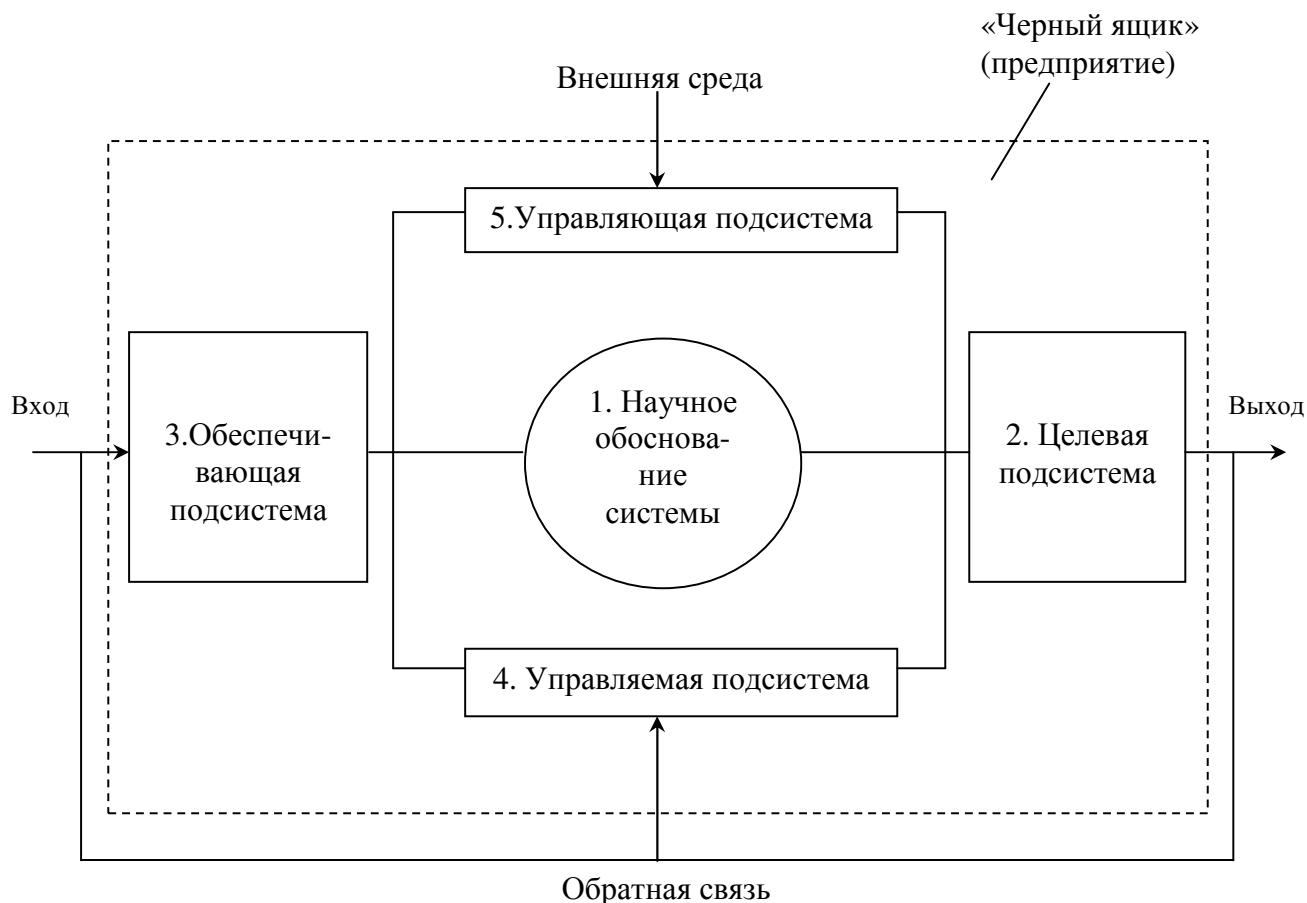 «Черный ящик»
(предприятие)
Внешняя среда
5.Управляющая подсистема
Вход
3.Обеспечи-
вающая
подсистема
1. Научное
обоснова-
ние
системы
2. Целевая
подсистема
Выход
4. Управляемая подсистема
Обратная связь